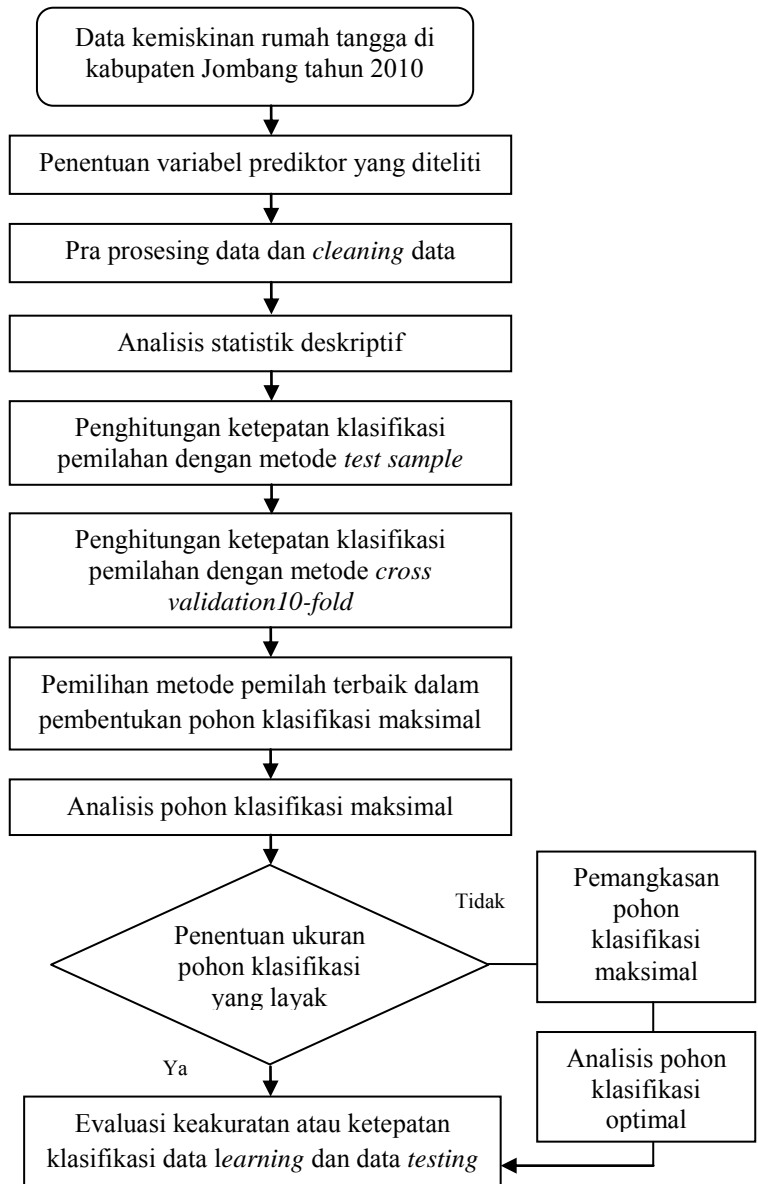 Data kemiskinan rumah tangga di
kabupaten Jombang tahun 2010
Penentuan variabel prediktor yang diteliti
Pra prosesing data dan cleaning data
Analisis statistik deskriptif
Penghitungan ketepatan klasifikasi
pemilahan dengan metode test sample
Penghitungan ketepatan klasifikasi
pemilahan dengan metode cross
validation10-fold
Pemilihan metode pemilah terbaik dalam
pembentukan pohon klasifikasi maksimal
Analisis pohon klasifikasi maksimal
Penentuan ukuran
pohon klasifikasi
yang layak
Tidak
Pemangkasan
pohon
klasifikasi
maksimal
Analisis pohon
klasifikasi
optimal
Ya
Evaluasi keakuratan atau ketepatan
klasifikasi data learning dan data testing